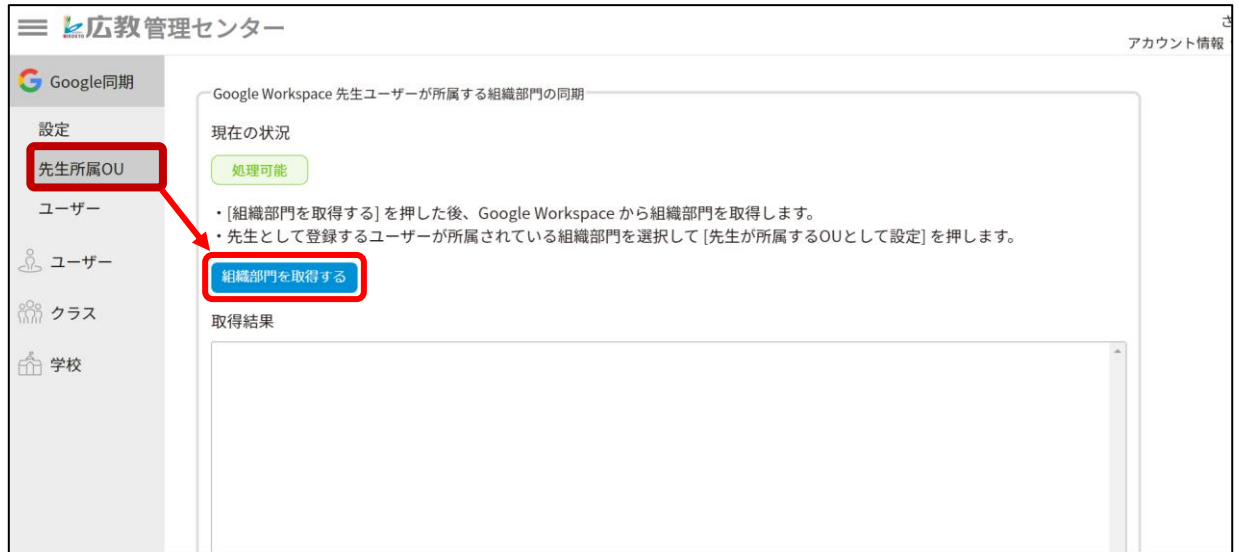 広教管理センター
アカウント情報
Google同期
設定
先生所属OU
ユーザー
ユーザー
クラス
学校
Google Workspace 先生ユーザーが所属する組織部門の同期
現在の状況
処理可能
・[組織部門を取得する] を押した後、Google Workspace から組織部門を取得します。
・先生として登録するユーザーが所属されている組織部門を選択して [先生が所属するOUとして設定] を押します。
組織部門を取得する
取得結果